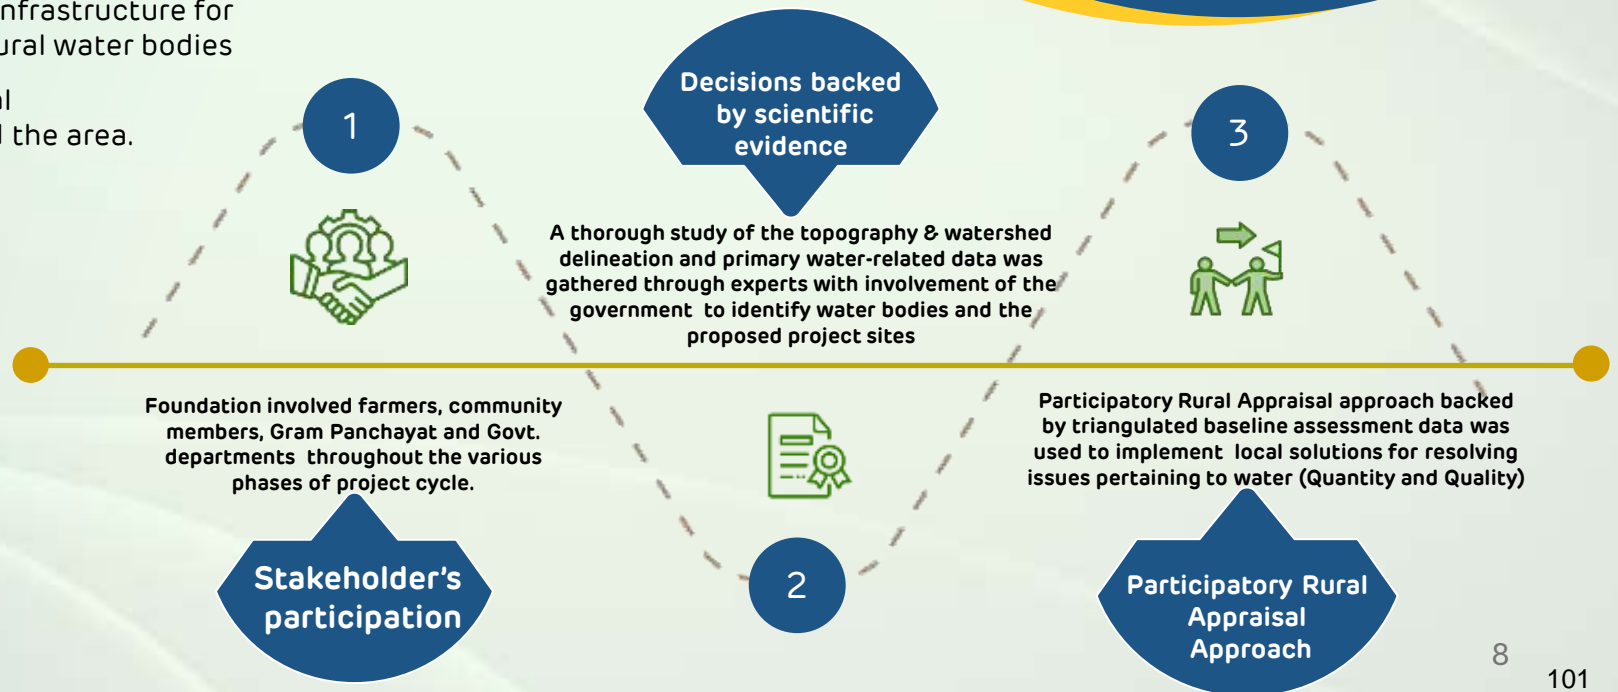 nfrastructure for
ural water bodies
al
the area.
1
Foundation involved farmers, community
members, Gram Panchayat and Govt.
departments throughout the various
phases of project cycle.
Stakeholder's
participation
Decisions backed
by scientific
evidence
A thorough study of the topography & watershed
delineation and primary water-related data was
gathered through experts with involvement of the
government to identify water bodies and the
proposed project sites
2
3
Participatory Rural Appraisal approach backed
by triangulated baseline assessment data was
used to implement local solutions for resolving
issues pertaining to water (Quantity and Quality)
Participatory Rural
Appraisal
Approach
8
101